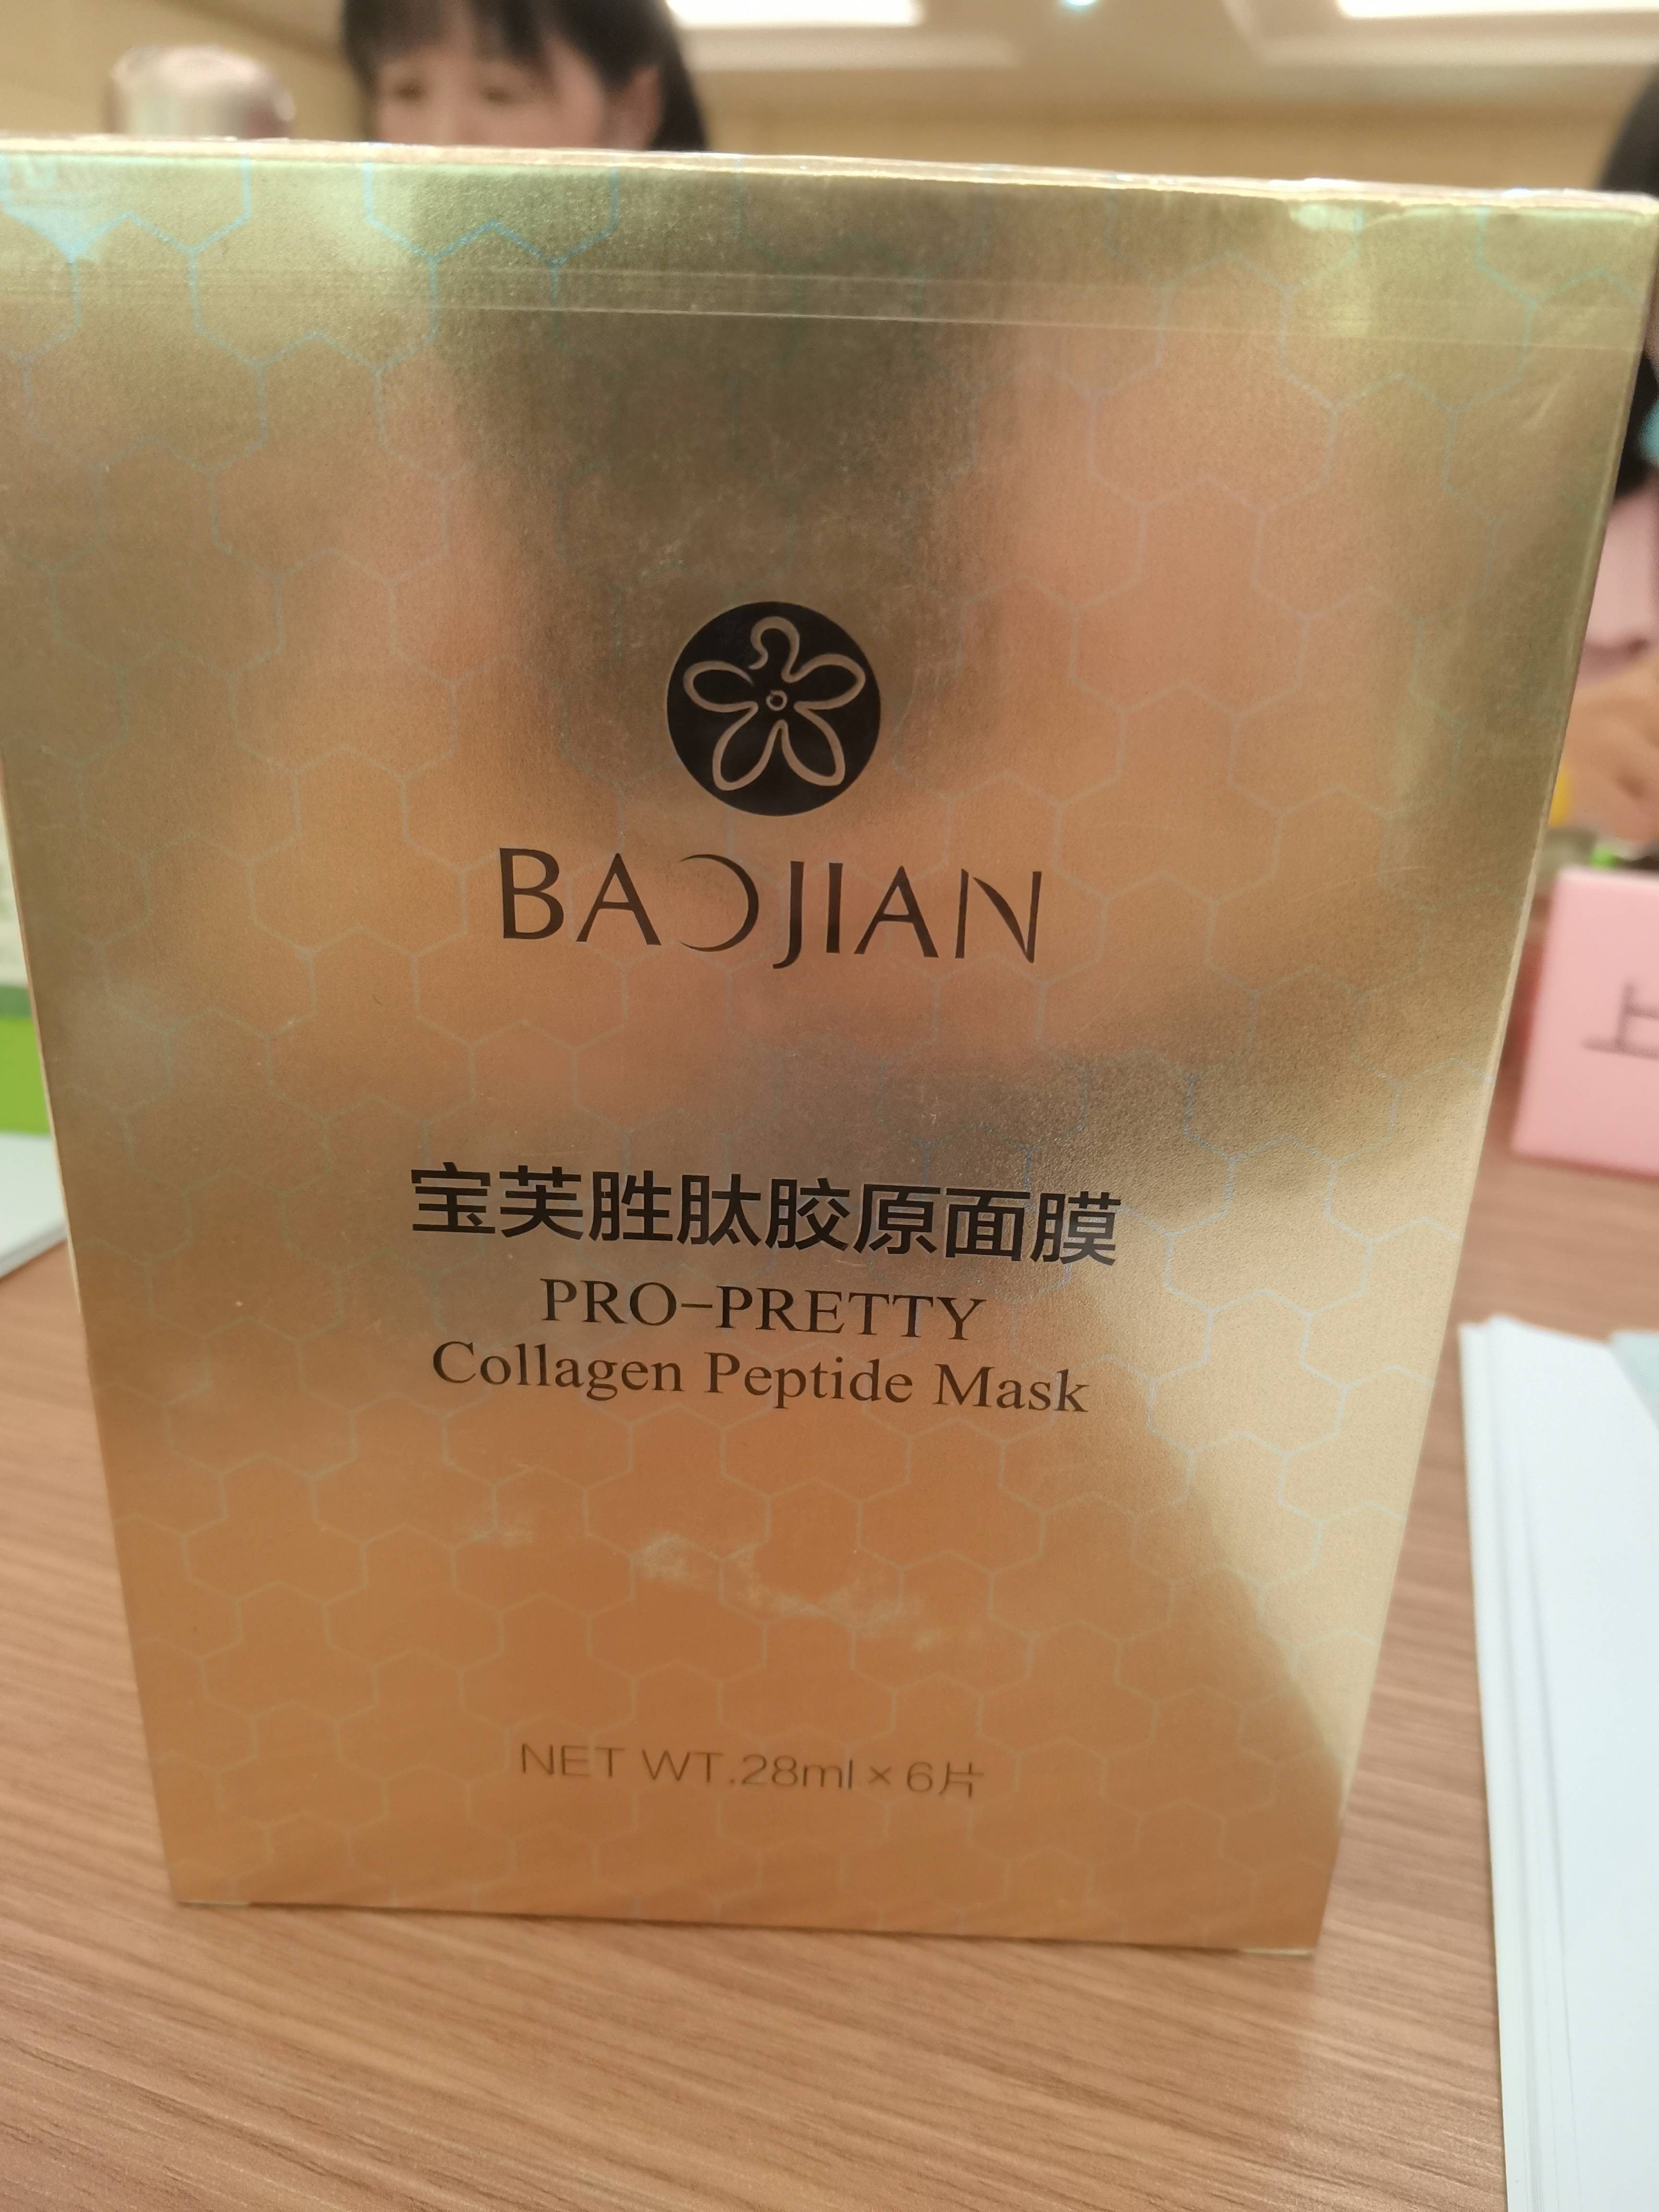 BAOJIAN
宝芙胜肽胶原面膜
PRO-PRETTY
Collagen Peptide Mask
NET WT.28ml×6片